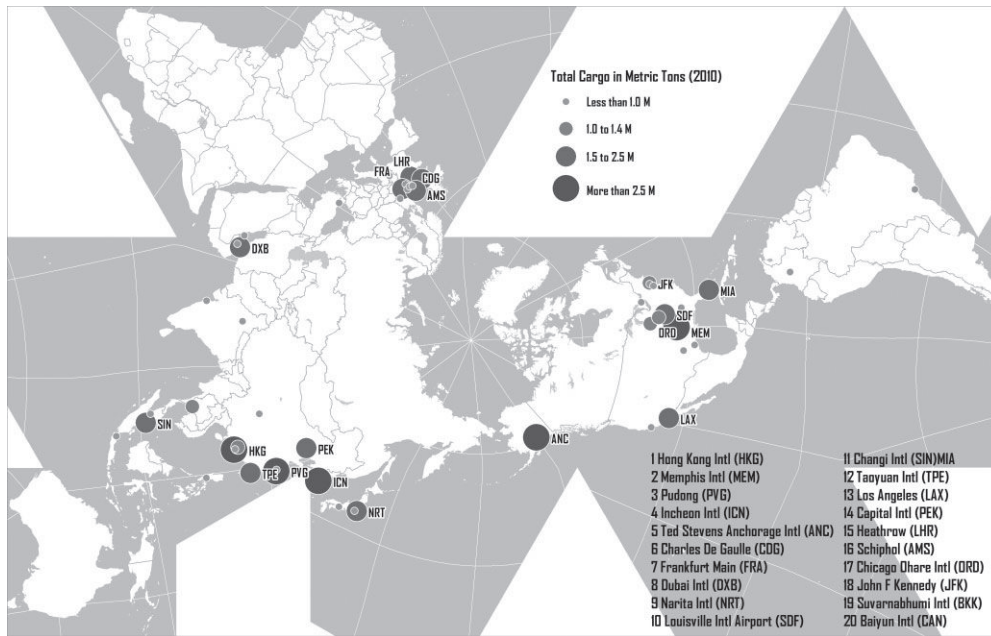 Total Cargo in Metric Tons (2010)
Less than 1.0 M
1.0 to 1.4 M
1.5 to 2.5 M
More than 2.5 M
LHR
FRA
CDG
AMS
DXB
JFK
MIA
SDF
ORD
MEM
SIN
LAX
ANC
HKG
PEK
TPE
PVG
ICN
NRT
1 Hong Kong Intl (HKG)
2 Memphis Intl (MEM)
3 Pudong (PVG)
4 Incheon Intl (ICN)
5 Ted Stevens Anchorage Intl (ANC)
6 Charles De Gaulle (CDG)
7 Frankfurt Main (FRA)
8 Dubai Intl (DXB)
9 Narita Intl (NRT)
10 Louisville Intl Airport (SDF)
11 Changi Intl (SIN)MIA
12 Taoyuan Intl (TPE)
13 Los Angeles (LAX)
14 Capital Intl (PEK)
15 Heathrow (LHR)
16 Schiphol (AMS)
17 Chicago Ohare Intl (ORD)
18 John F Kennedy (JFK)
19 Suvarnabhumi Intl (BKK)
20 Baiyun Intl (CAN)